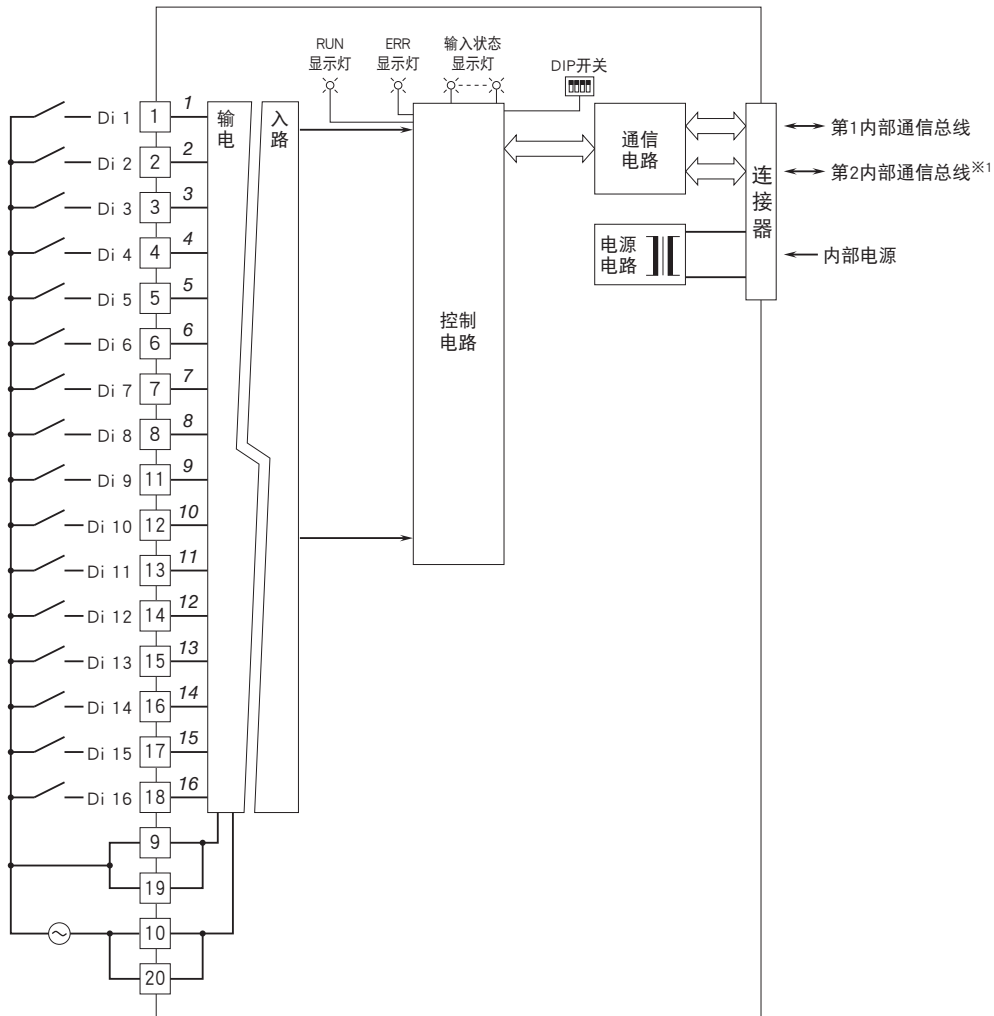 RUN
显示灯
ERR
显示灯
输入状态
显示灯
DIP开关
Di 1 1 1
Di 2 2 2
Di 3 3 3
Di 4 4 4
Di 5 5 5
Di 6 6 6
Di 7 7 7
Di 8 8 8
Di 9 11 9
Di 10 12 10
Di 11 13 11
Di 12 14 12
Di 13 15 13
Di 14 16 14
Di 15 17 15
Di 16 18 16
9
19
10
20
输入
电路
控制
电路
通信
电路
电源
电路
连接器
第1内部通信总线
第2内部通信总线※1
内部电源